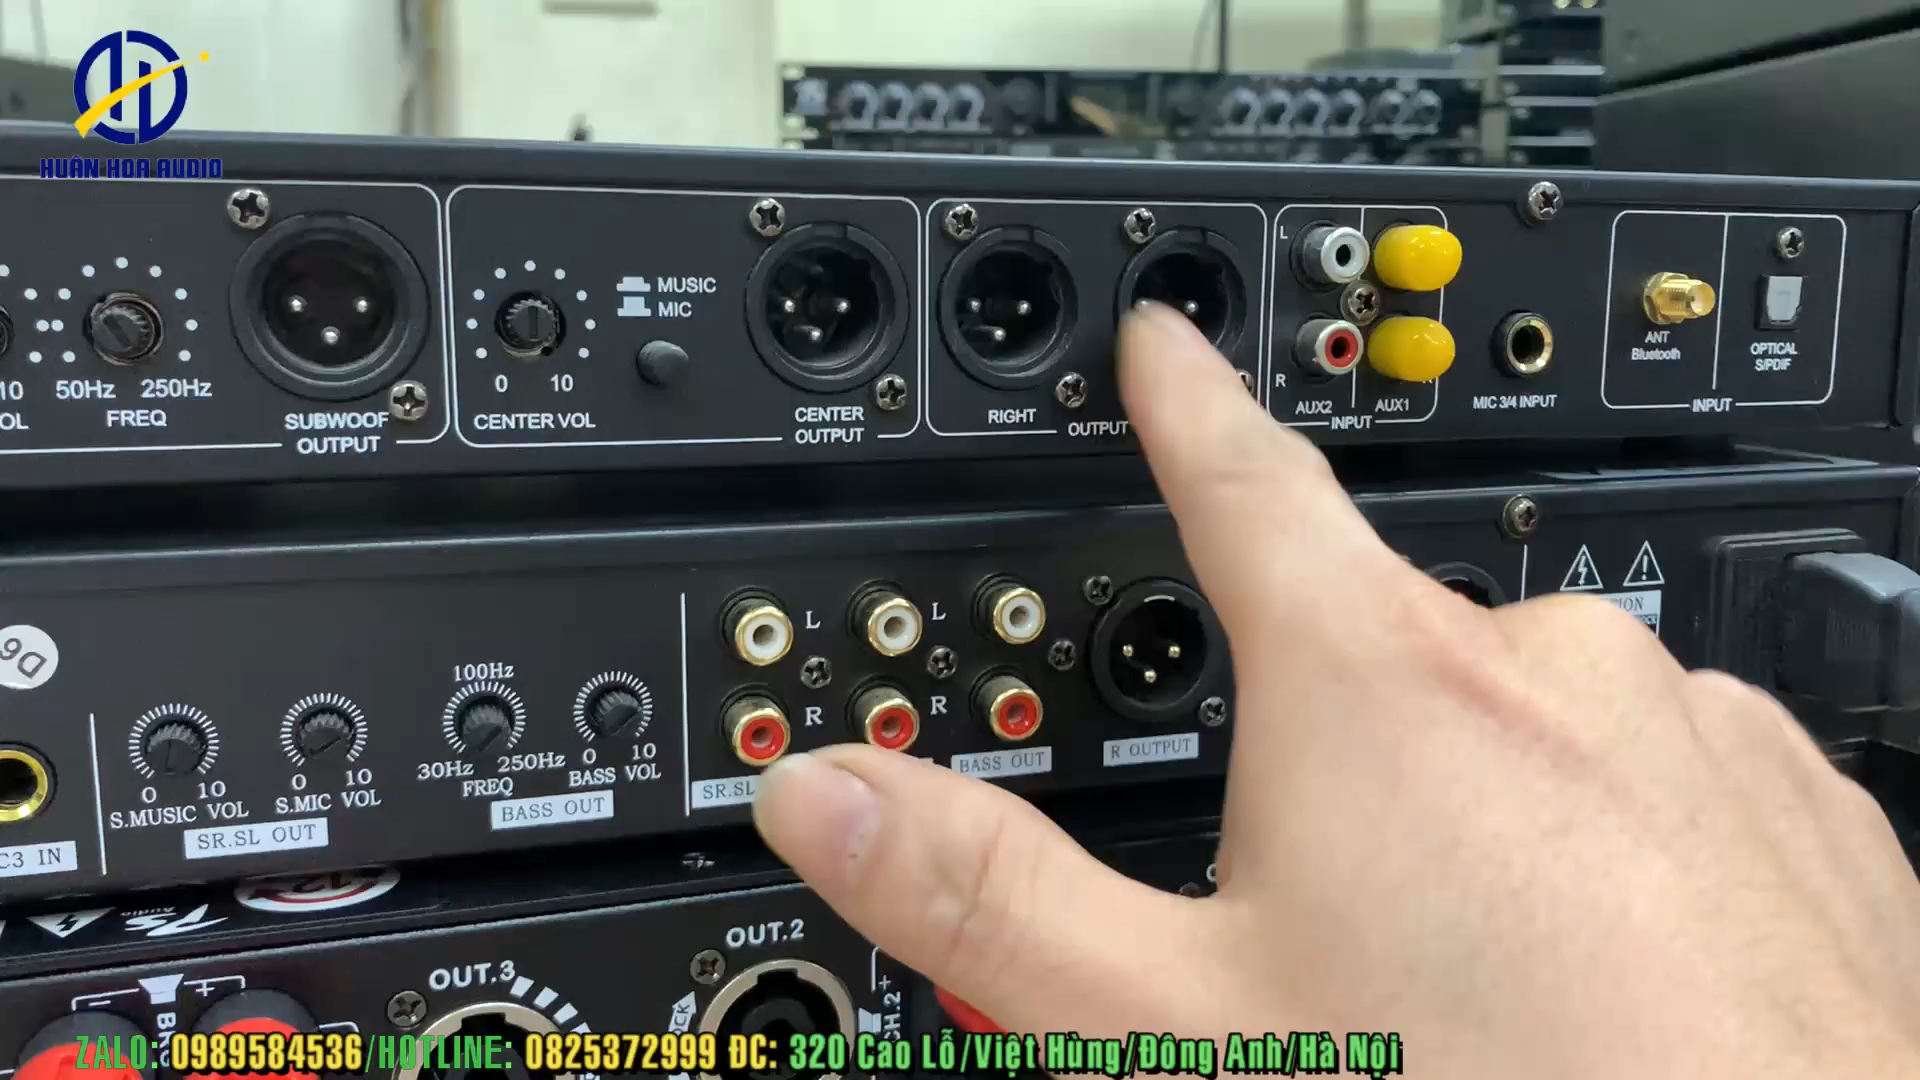 HUÂN HOA AUDIO
10
50Hz 250Hz
FREQ
SUBWOOF
OUTPUT
0 10
CENTER VOL
MUSIC
MIC
CENTER
OUTPUT
RIGHT
OUTPUT
L
R
AUX2
AUX1
INPUT
MIC 3/4 INPUT
ANT
Bluetooth
OPTICAL
S/PDIF
INPUT
D6
C3 IN
0 10
S.MUSIC VOL
0 10
S.MIC VOL
SR.SL OUT
100Hz
30Hz 250Hz
FREQ
0 10
BASS VOL
BASS OUT
L
R
L
R
SR.SL
BASS OUT
R OUTPUT
OUT.3
OUT.2
CH.2+
ZALO: 0989584536/HOTLINE: 0825372999 ĐC: 320 Cao Lỗ/Việt Hùng/Đông Anh/Hà Nội